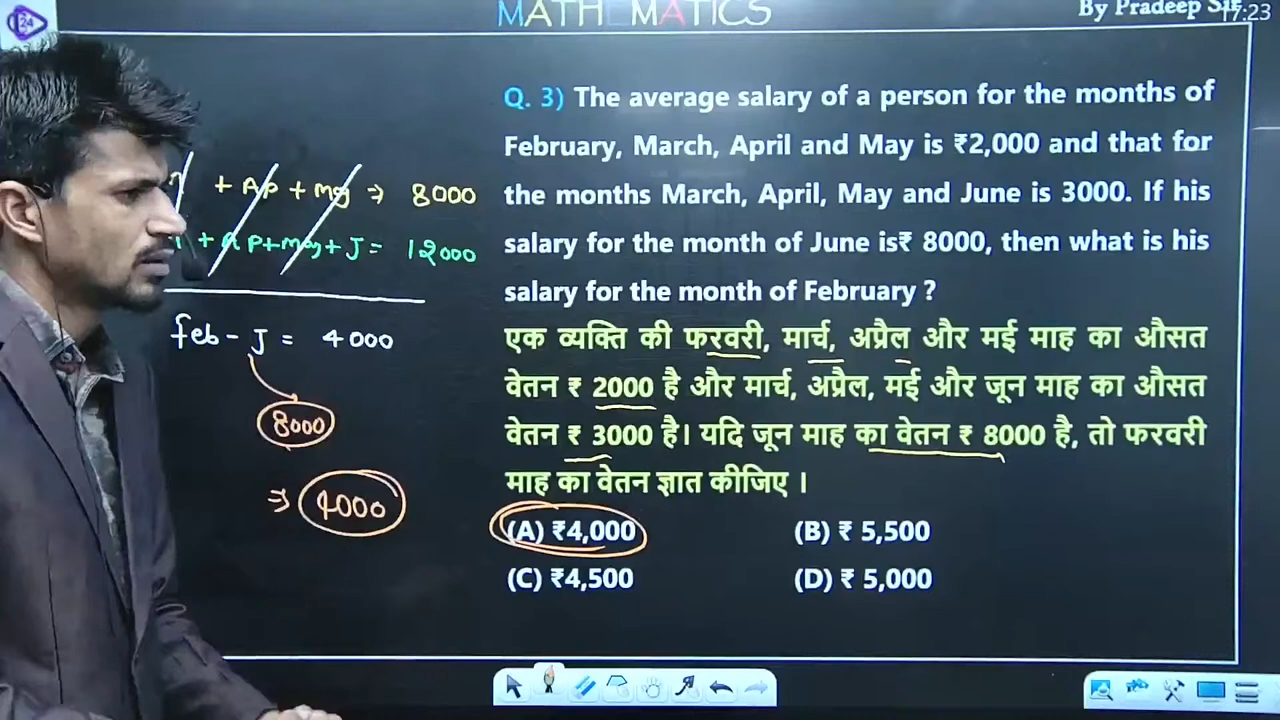 MATHEMATICS
By Pradeep Sir
17:23
24
Q. 3) The average salary of a person for the months of
February, March, April and May is ₹2,000 and that for
the months March, April, May and June is 3000. If his
salary for the month of June is₹ 8000, then what is his
salary for the month of February ?
एक व्यक्ति की फरवरी, मार्च, अप्रैल और मई माह का औसत
वेतन ₹ 2000 है और मार्च, अप्रैल, मई और जून माह का औसत
वेतन ₹ 3000 है। यदि जून माह का वेतन ₹ 8000 है, तो फरवरी
माह का वेतन ज्ञात कीजिए ।
(A) ₹4,000 (B) ₹ 5,500
(C) ₹4,500 (D) ₹ 5,000
+ AP + May ⇒ 8000
+ AP+May+J= 12000
feb - J = 4000
8000
⇒ 4000